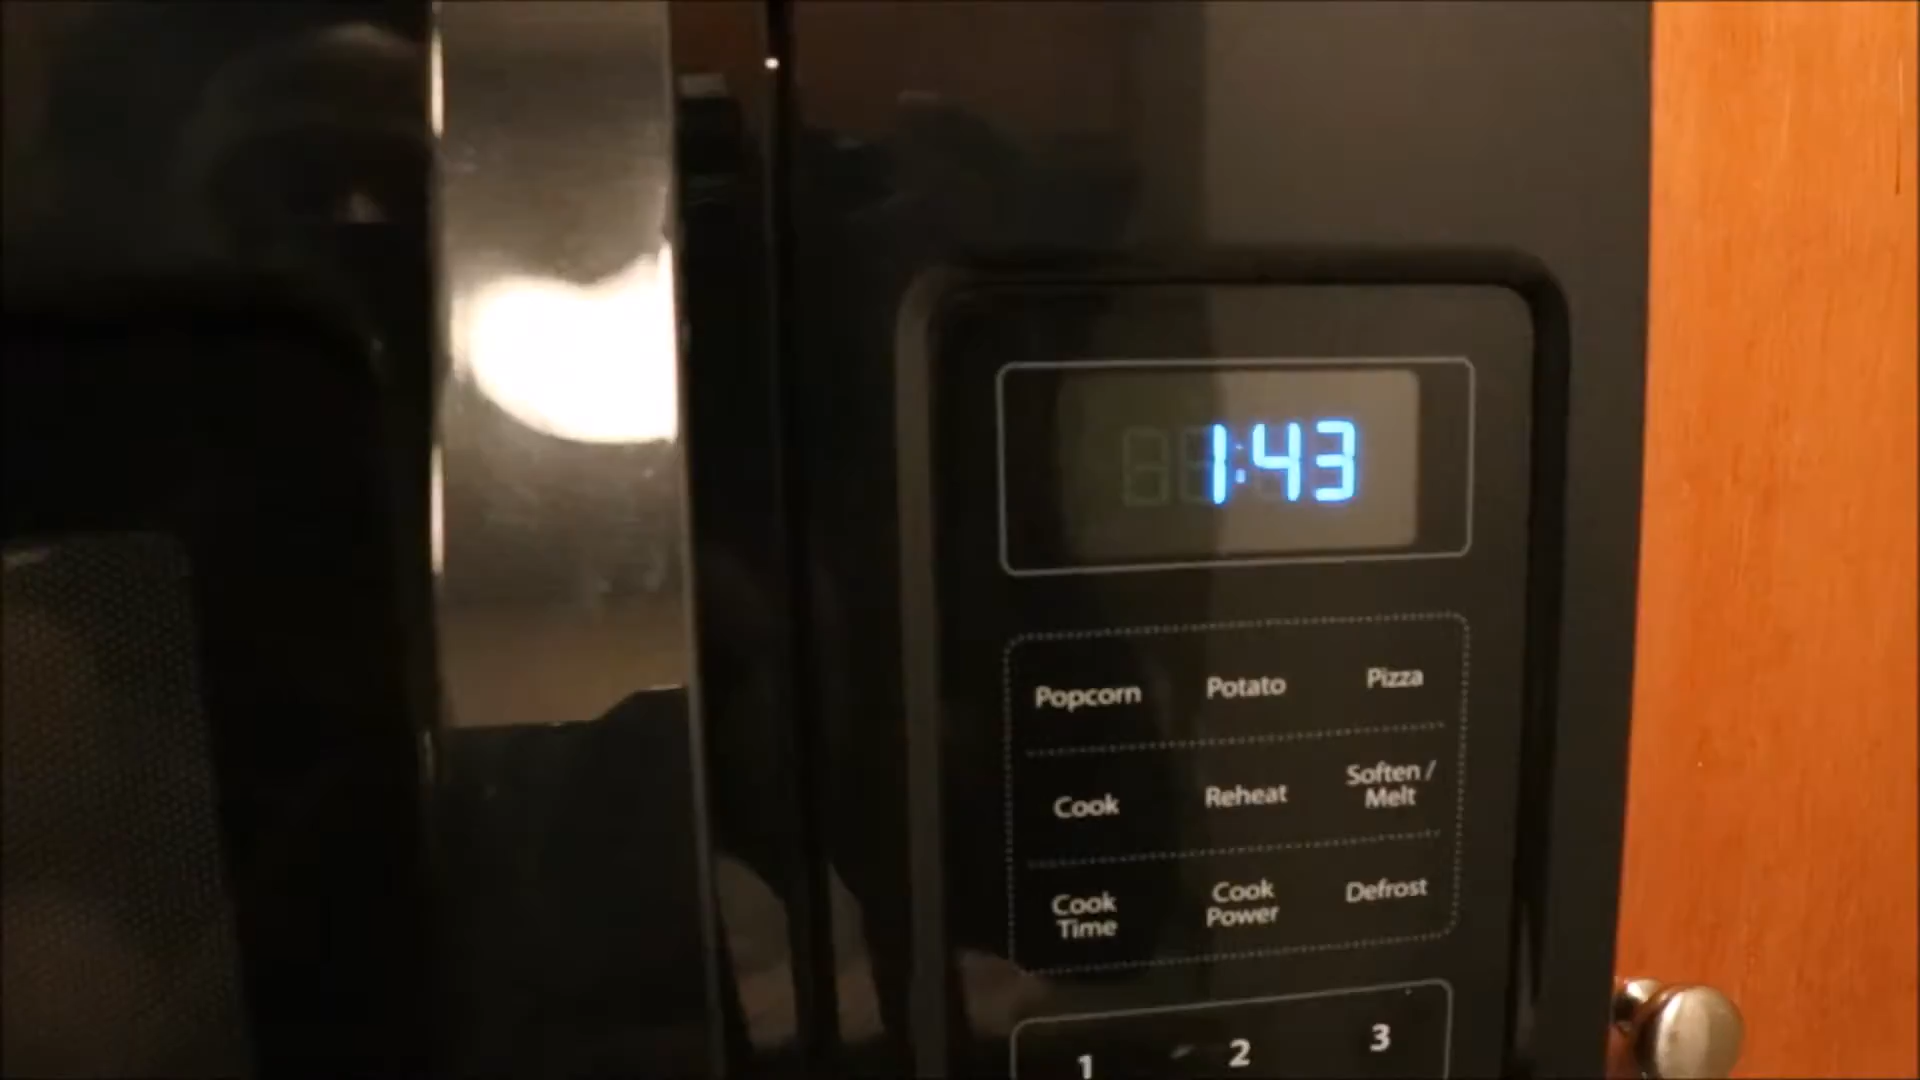 1:43
Popcorn Potato Pizza
Cook Reheat Soften /
Melt
Cook Cook Defrost
Time Power
1 2 3